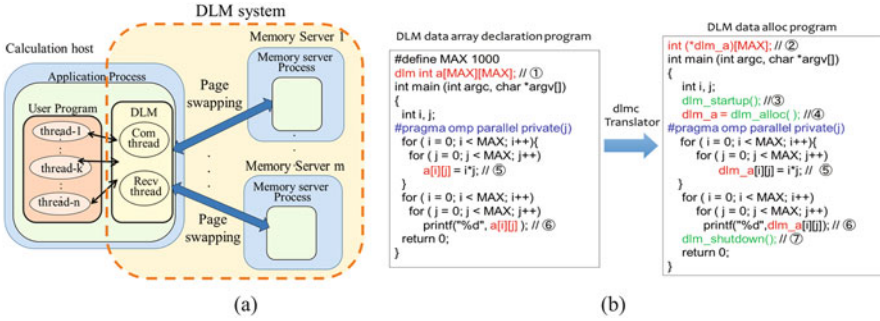 DLM system
Calculation host
Application Process
User Program
thread-1
thread-k
thread-n
DLM
Com
thread
Recv
thread
Page
swapping
Page
swapping
Memory Server 1
Memory server
Process
Memory Server m
Memory server
Process
(a)
DLM data array declaration program
#define MAX 1000
dlm int a[MAX][MAX]; // ①
int main (int argc, char *argv[])
{
int i, j;
#pragma omp parallel private(j)
for ( i = 0; i < MAX; i++){
for ( j = 0; j < MAX; j++)
a[i][j] = i*j; // ⑤
}
for ( i = 0; i < MAX; i++)
for ( j = 0; j < MAX; j++)
printf("%d", a[i][j] ); // ⑥
return 0;
}
dlmc
Translator
DLM data alloc program
int (*dlm_a)[MAX]; // ②
int main (int argc, char *argv[])
{
int i, j;
dlm_startup(); //③
dlm_a = dlm_alloc( ); //④
#pragma omp parallel private(j)
for ( i = 0; i < MAX; i++){
for ( j = 0; j < MAX; j++)
dlm_a[i][j] = i*j; // ⑤
}
for ( i = 0; i < MAX; i++)
for ( j = 0; j < MAX; j++)
printf("%d",dlm_a[i][j]); // ⑥
dlm_shutdown(); // ⑦
return 0;
}
(b)